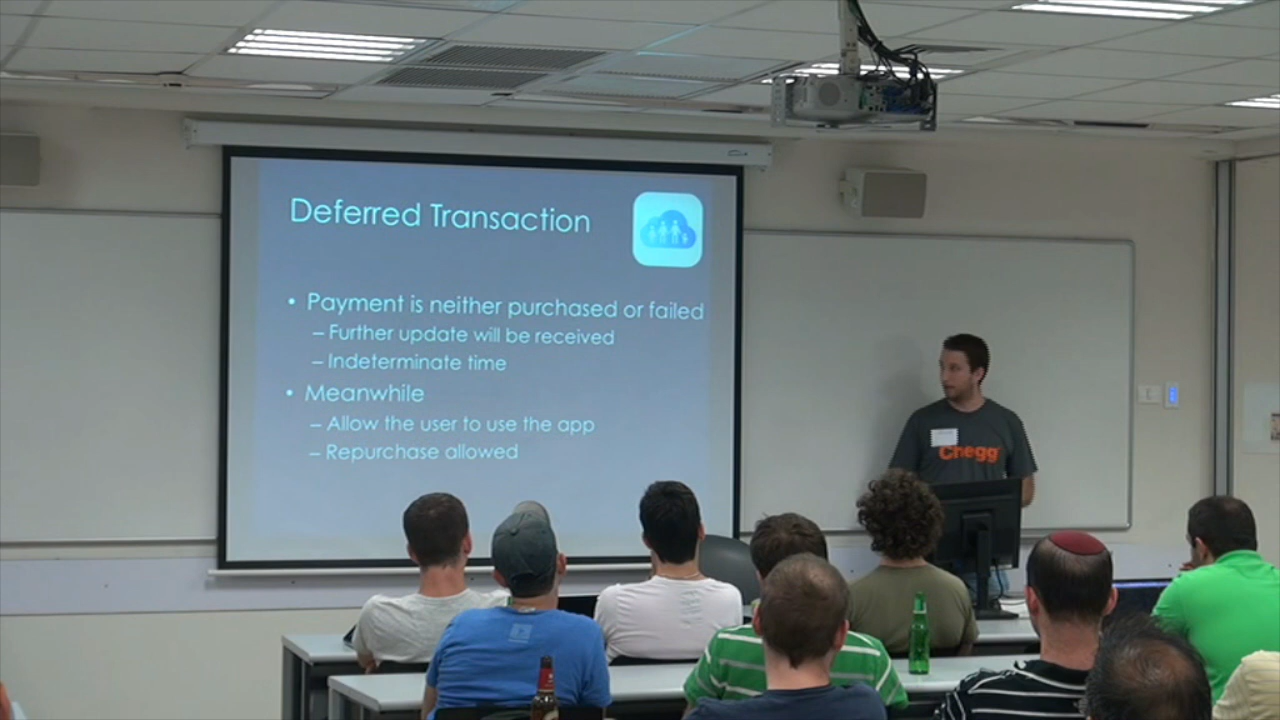 Deferred Transaction
• Payment is neither purchased or failed
– Further update will be received
– Indeterminate time
• Meanwhile
– Allow the user to use the app
– Repurchase allowed
Chegg